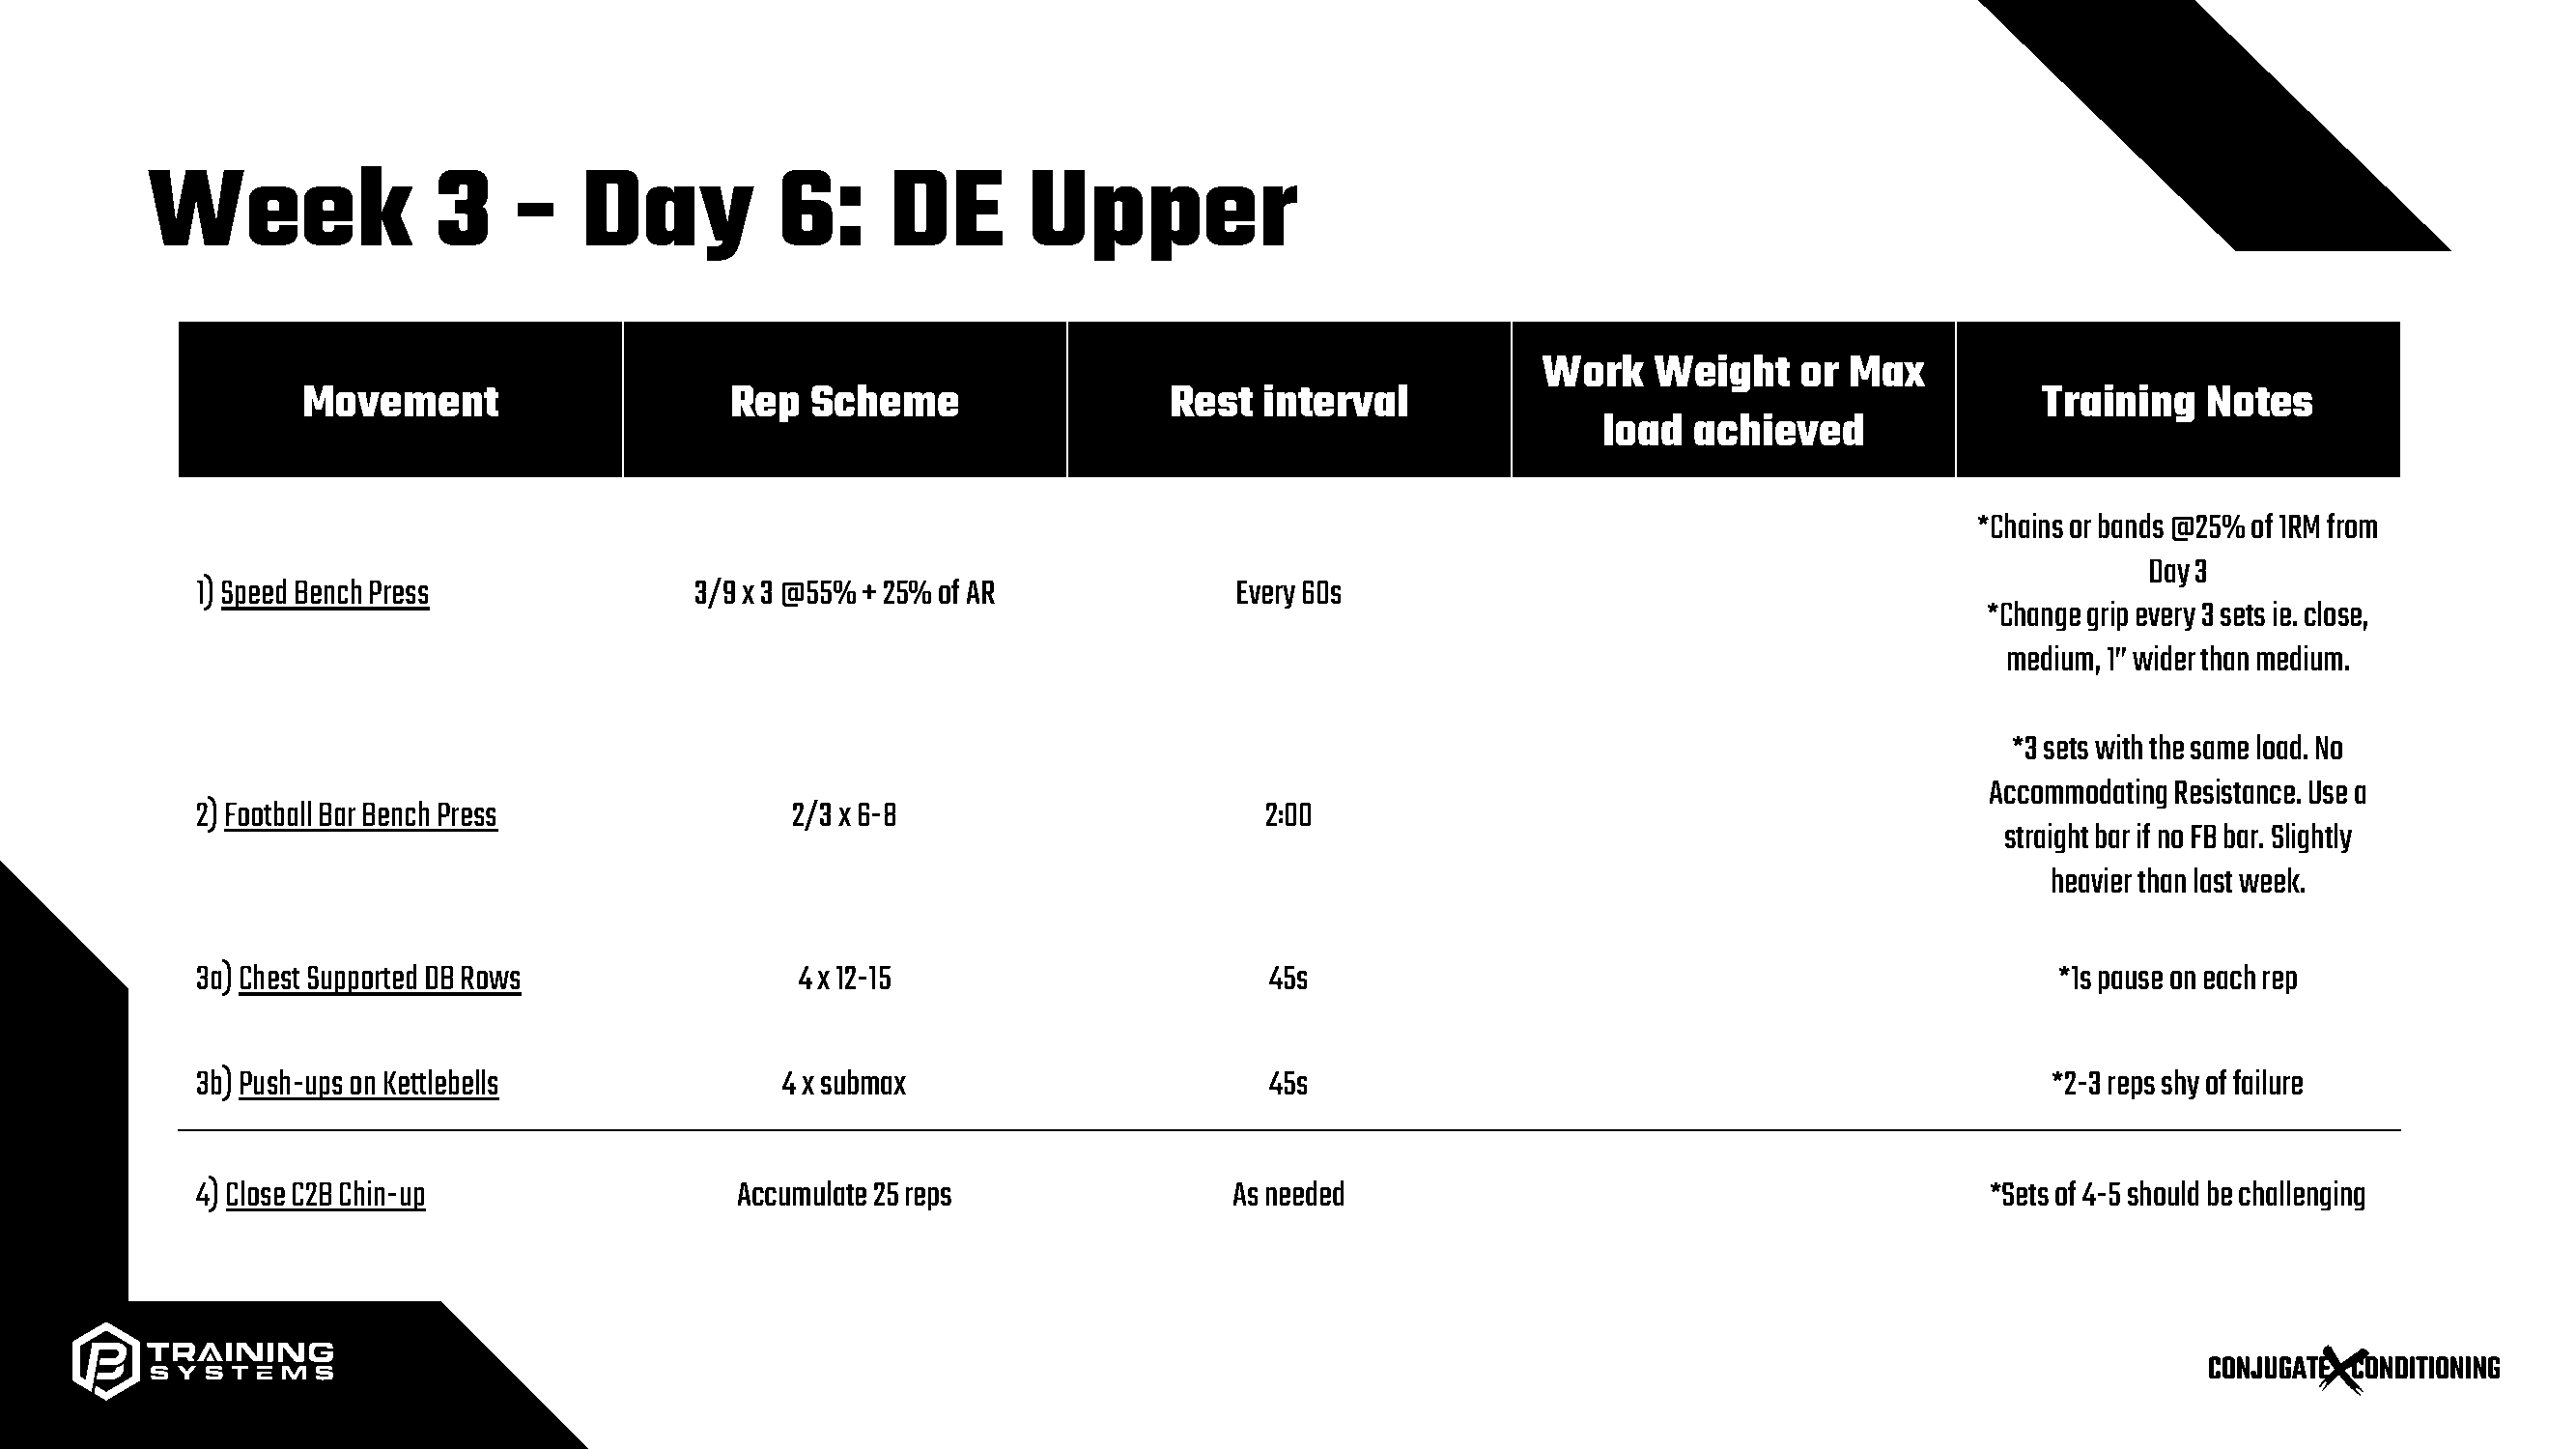 Week 3 – Day 6: DE Upper
Movement
Rep Scheme
Rest interval
Work Weight or Max
load achieved
Training Notes
1) Speed Bench Press
3/9 x 3 @55% + 25% of AR
Every 60s
*Chains or bands @25% of 1RM from
Day 3
*Change grip every 3 sets ie. close,
medium, 1” wider than medium.
2) Football Bar Bench Press
2/3 x 6-8
2:00
*3 sets with the same load. No
Accommodating Resistance. Use a
straight bar if no FB bar. Slightly
heavier than last week.
3a) Chest Supported DB Rows
4 x 12-15
45s
*1s pause on each rep
3b) Push-ups on Kettlebells
4 x submax
45s
*2-3 reps shy of failure
4) Close C2B Chin-up
Accumulate 25 reps
As needed
*Sets of 4-5 should be challenging
TRAINING
SYSTEMS
CONJUGATE X CONDITIONING